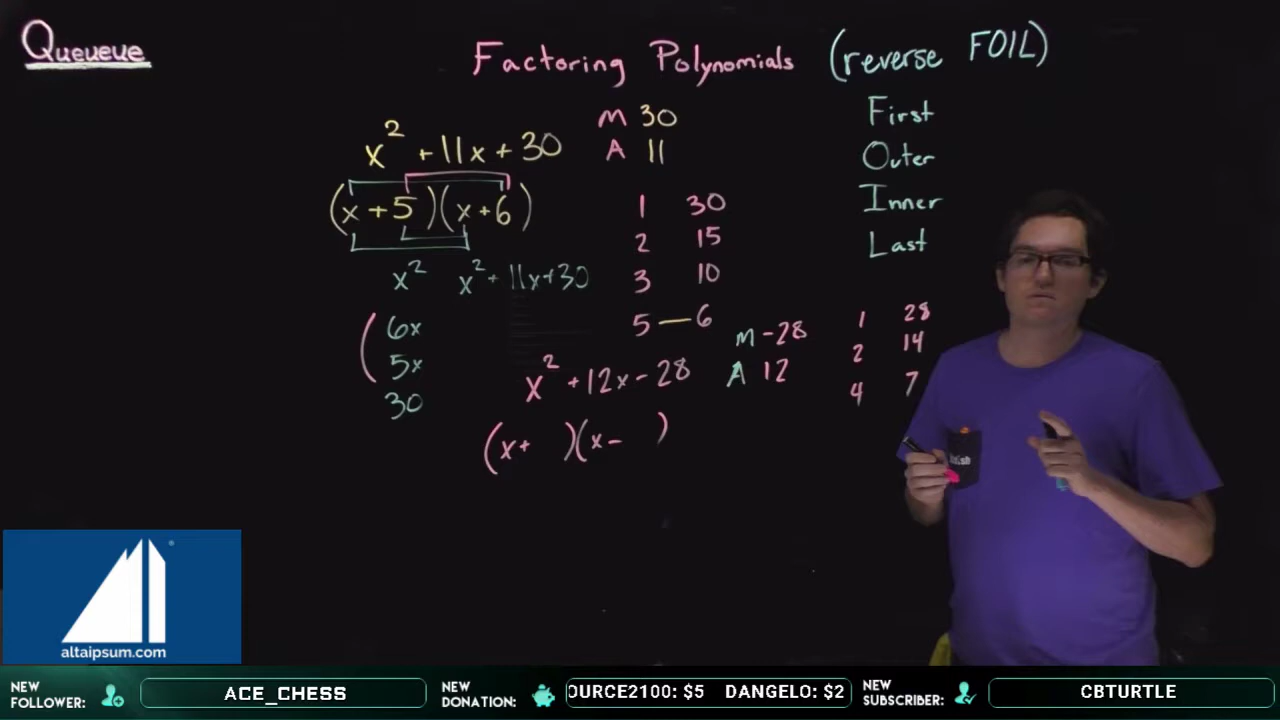 Queueue
Factoring Polynomials (reverse FOIL)
x² + 11x + 30
M 30
A 11
(x + 5)(x + 6)
x² x² + 11x + 30
6x
5x
30
1 30
2 15
3 10
5 — 6
First
Outer
Inner
Last
x² + 12x - 28
M -28
A 12
1 28
2 14
4 7
(x + )(x - )
altaipsum.com
NEW FOLLOWER: ACE_CHESS
NEW DONATION: OURCE2100: $5 DANGELO: $2
NEW SUBSCRIBER: CBTURTLE